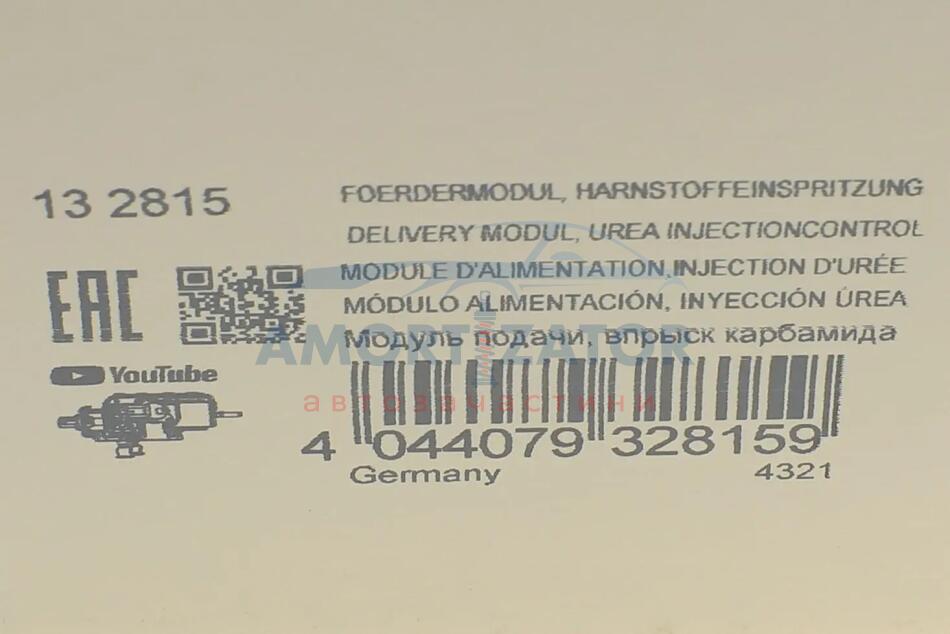 13 2815
FOERDERMODUL, HARNSTOFFEINSPRITZUNG
DELIVERY MODUL, UREA INJECTIONCONTROL
MODULE D'ALIMENTATION,INJECTION D'URÉE
MÓDULO ALIMENTACIÓN, INYECCIÓN ÚREA
Модуль подачи, впрыск карбамида
EAC
YouTube
AMORTIZATOR
автозапчастини
4 044079 328159
Germany 4321